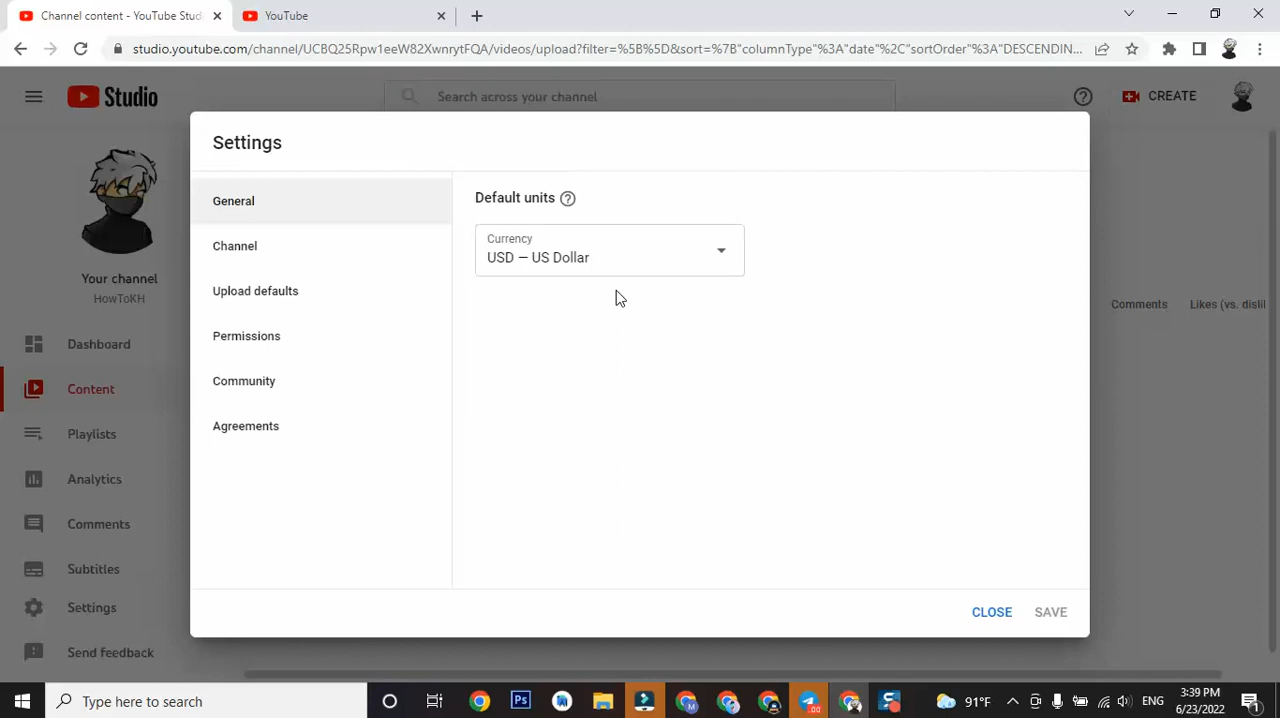 Channel content - YouTube Stud
YouTube
studio.youtube.com/channel/UCBQ25Rpw1eeW82XwnrytFQA/videos/upload?filter=%5B%5D&sort=%7B"columnType"%3A"date"%2C"sortOrder"%3A"DESCENDIN...
Studio
Search across your channel
CREATE
Settings
General
Channel
Upload defaults
Permissions
Community
Agreements
Default units
Currency
USD — US Dollar
CLOSE
SAVE
Your channel
HowToKH
Dashboard
Content
Playlists
Analytics
Comments
Subtitles
Settings
Send feedback
Comments
Likes (vs. dislil
Type here to search
Ps
M
.00
91°F
ENG
3:39 PM
6/23/2022
1